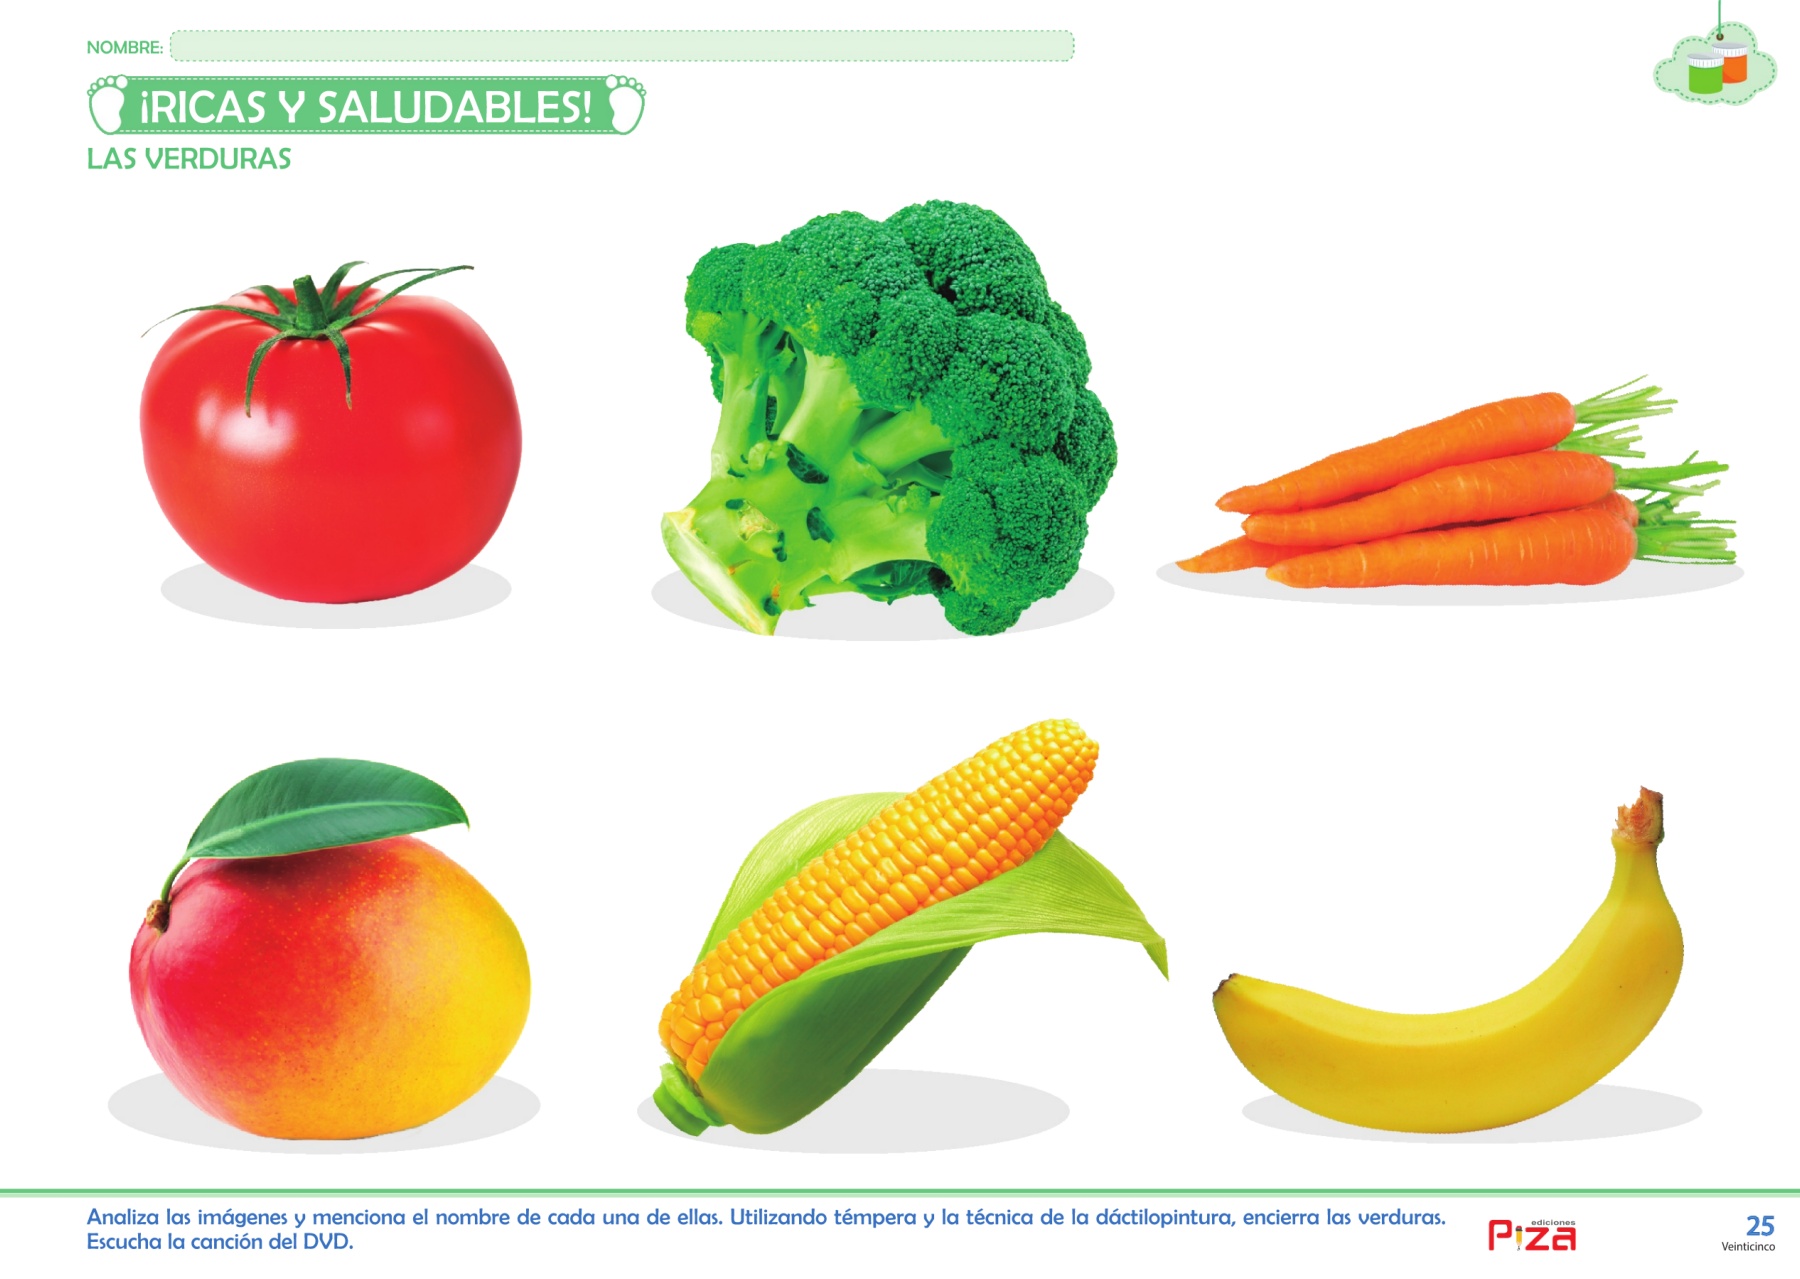 NOMBRE:
¡RICAS Y SALUDABLES!
LAS VERDURAS
Analiza las imágenes y menciona el nombre de cada una de ellas. Utilizando témpera y la técnica de la dáctilopintura, encierra las verduras.
Escucha la canción del DVD.
ediciones
Piza
25
Veinticinco